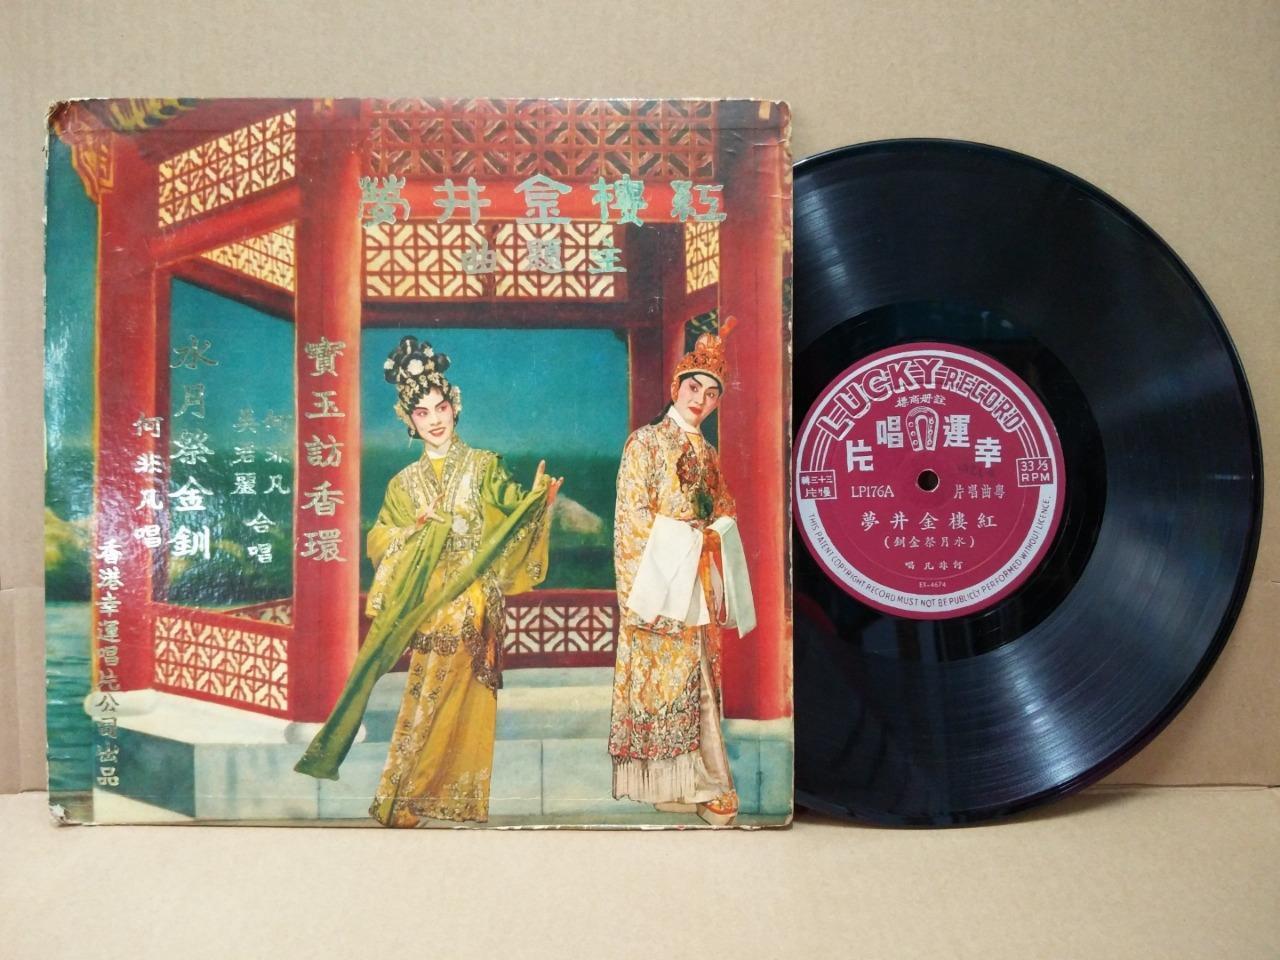 紅樓金井夢
主題曲
寶玉訪香環
何非凡
吳君麗
合唱
水月祭金釧
何非凡唱
香港幸運唱片公司出品
LUCKY RECORD
註冊商標
幸運唱片
33⅓ RPM
三十三轉
慢片
LP176A
粵曲唱片
紅樓金井夢
(水月祭金釧)
何非凡唱
EX-4674
THIS PATENT COPYRIGHT RECORD MUST NOT BE PUBLICLY PERFORMED WITHOUT LICENCE.